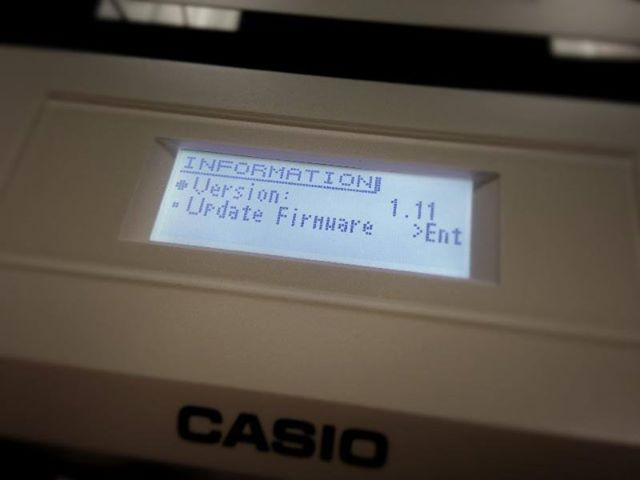 INFORMATION
Version: 1.11
Update Firmware >Ent
CASIO